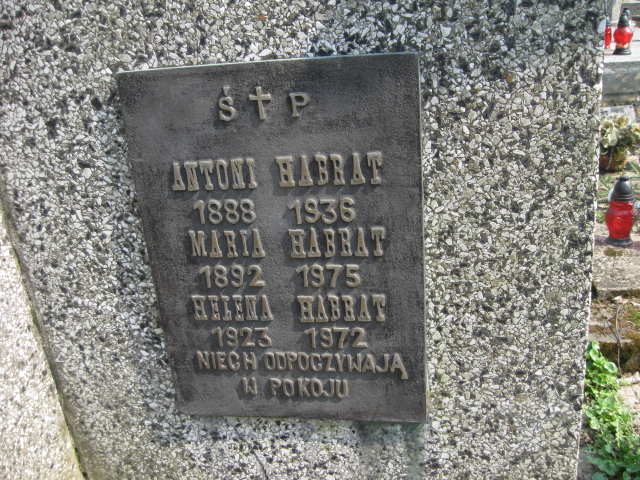 Ś † P
ANTONI HABRAT
1888 1936
MARIA HABRAT
1892 1975
HELENA HABRAT
1923 1972
NIECH ODPOCZYWAJĄ
W POKOJU